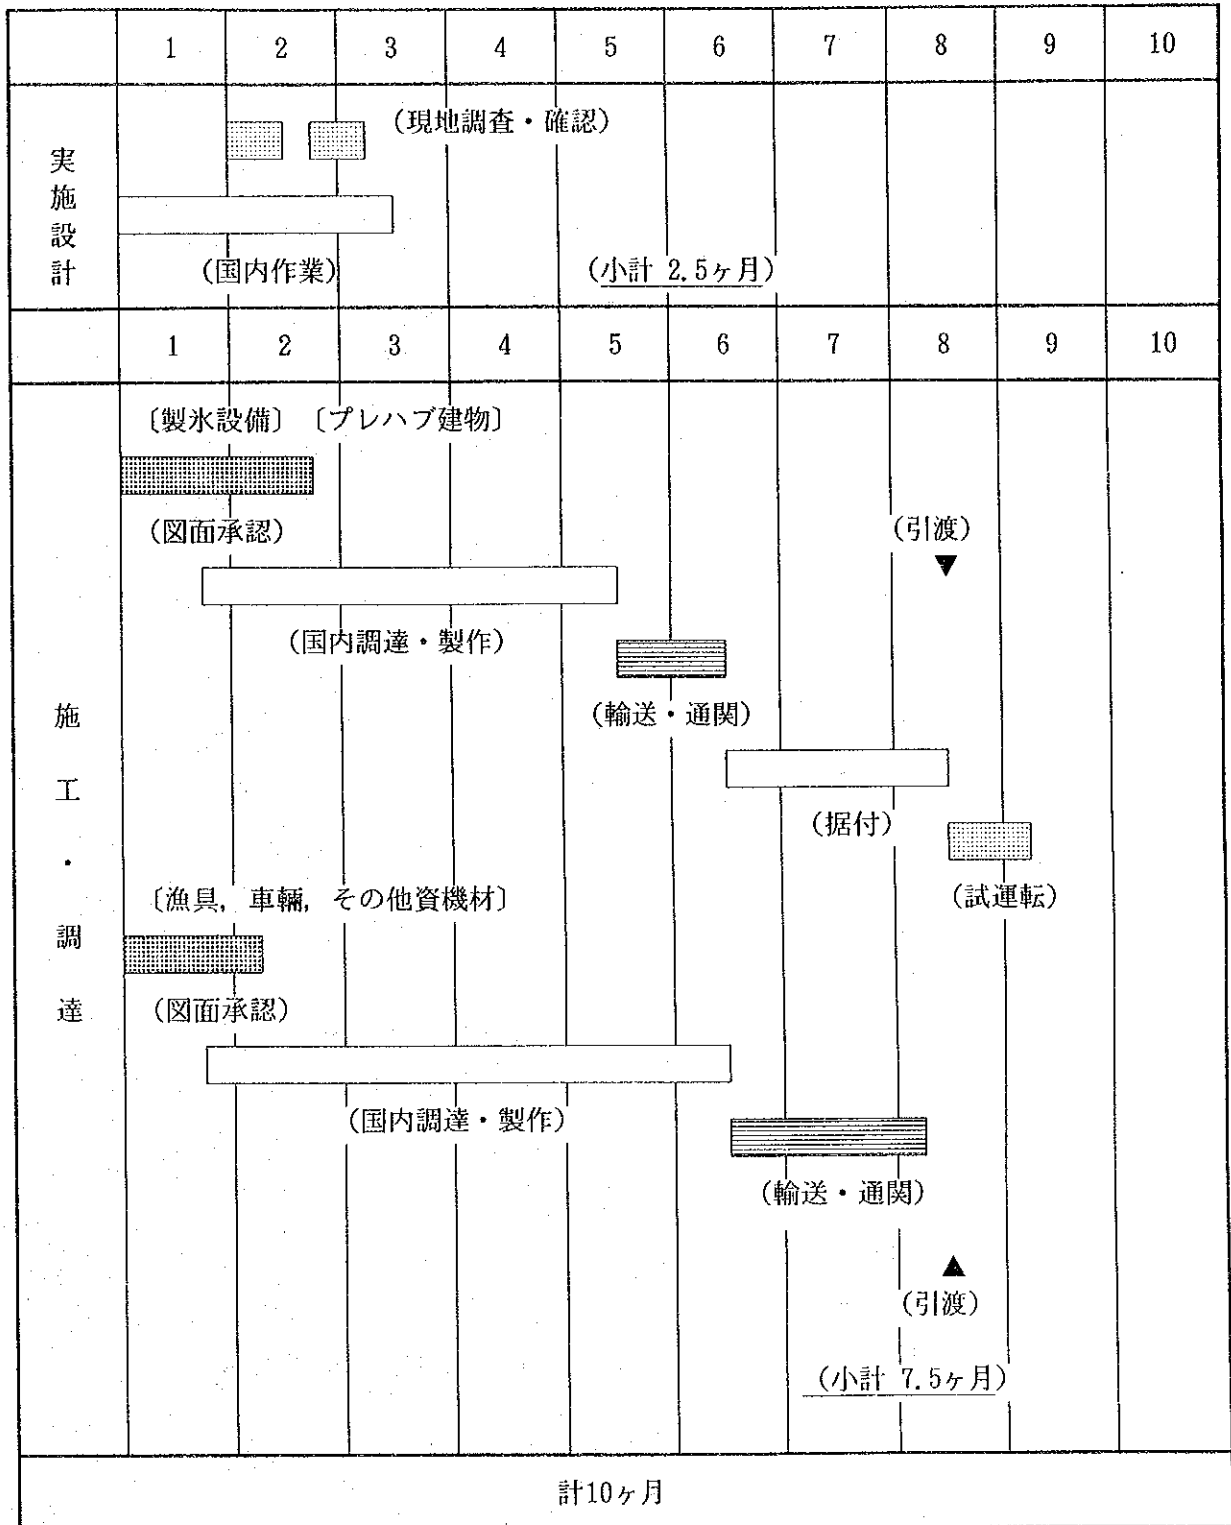 1 2 3 4 5 6 7 8 9 10
実施設計
(現地調査・確認)
(国内作業)
(小計 2.5ヶ月)
1 2 3 4 5 6 7 8 9 10
施工・調達
〔製氷設備〕〔プレハブ建物〕
(図面承認)
(引渡)
(国内調達・製作)
(輸送・通関)
(据付)
(試運転)
〔漁具, 車輛, その他資機材〕
(図面承認)
(国内調達・製作)
(輸送・通関)
(引渡)
(小計 7.5ヶ月)
計10ヶ月